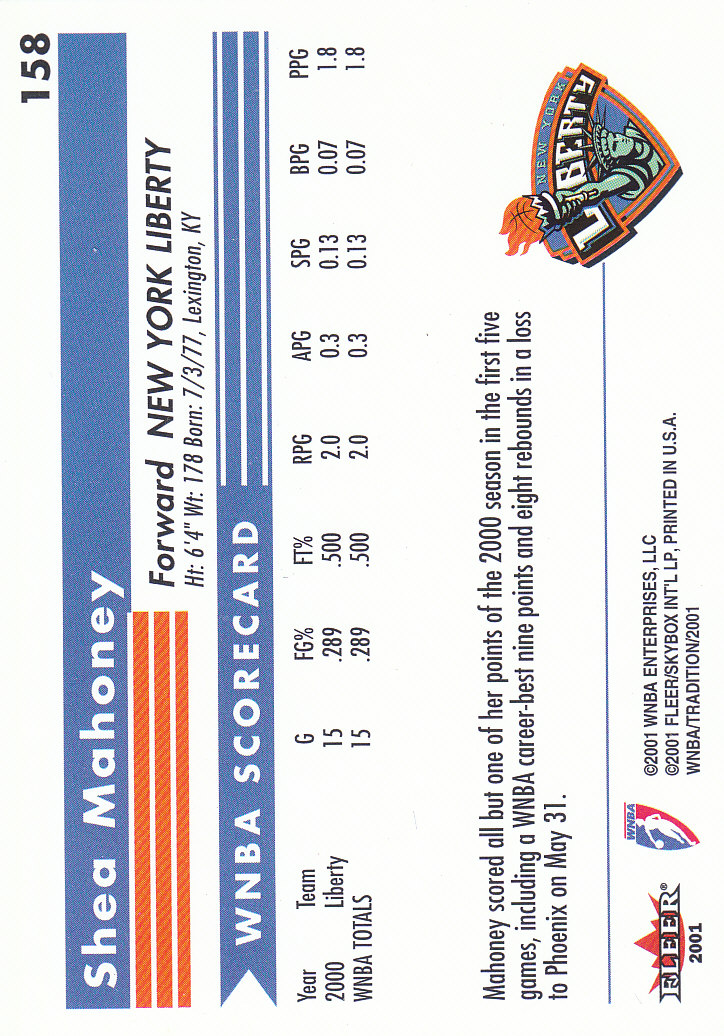 158
Shea Mahoney
Forward NEW YORK LIBERTY
Ht: 6'4" Wt: 178 Born: 7/3/77, Lexington, KY
WNBA SCORECARD
Year Team G FG% FT% RPG APG SPG BPG PPG
2000 Liberty 15 .289 .500 2.0 0.3 0.13 0.07 1.8
WNBA TOTALS 15 .289 .500 2.0 0.3 0.13 0.07 1.8
Mahoney scored all but one of her points of the 2000 season in the first five
games, including a WNBA career-best nine points and eight rebounds in a loss
to Phoenix on May 31.
NEW YORK
LIBERTY
FLEER®
2001
WNBA
©2001 WNBA ENTERPRISES, LLC
©2001 FLEER/SKYBOX INT'L LP, PRINTED IN U.S.A.
WNBA/TRADITION/2001